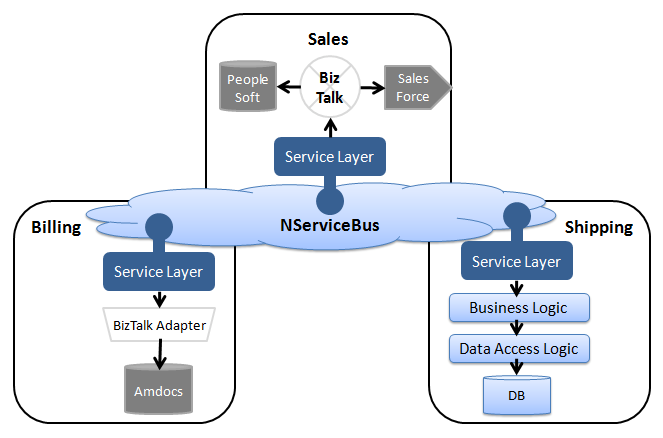 Sales
People
Soft
Biz
Talk
Sales
Force
Service Layer
NServiceBus
Billing
Service Layer
BizTalk Adapter
Amdocs
Shipping
Service Layer
Business Logic
Data Access Logic
DB